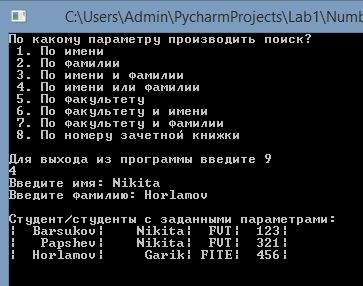 C:\Users\Admin\PycharmProjects\Lab1\Numb
По какому параметру производить поиск?
1. По имени
2. По фамилии
3. По имени и фамилии
4. По имени или фамилии
5. По факультету
6. По факультету и имени
7. По факультету и фамилии
8. По номеру зачетной книжки
Для выхода из программы введите 9
4
Введите имя: Nikita
Введите фамилию: Horlamov
Студент/студенты с заданными параметрами:
¦ Barsukov¦ Nikita¦ FVT¦ 123¦
¦ Papshev¦ Nikita¦ FVT¦ 321¦
¦ Horlamov¦ Garik¦ FITE¦ 456¦